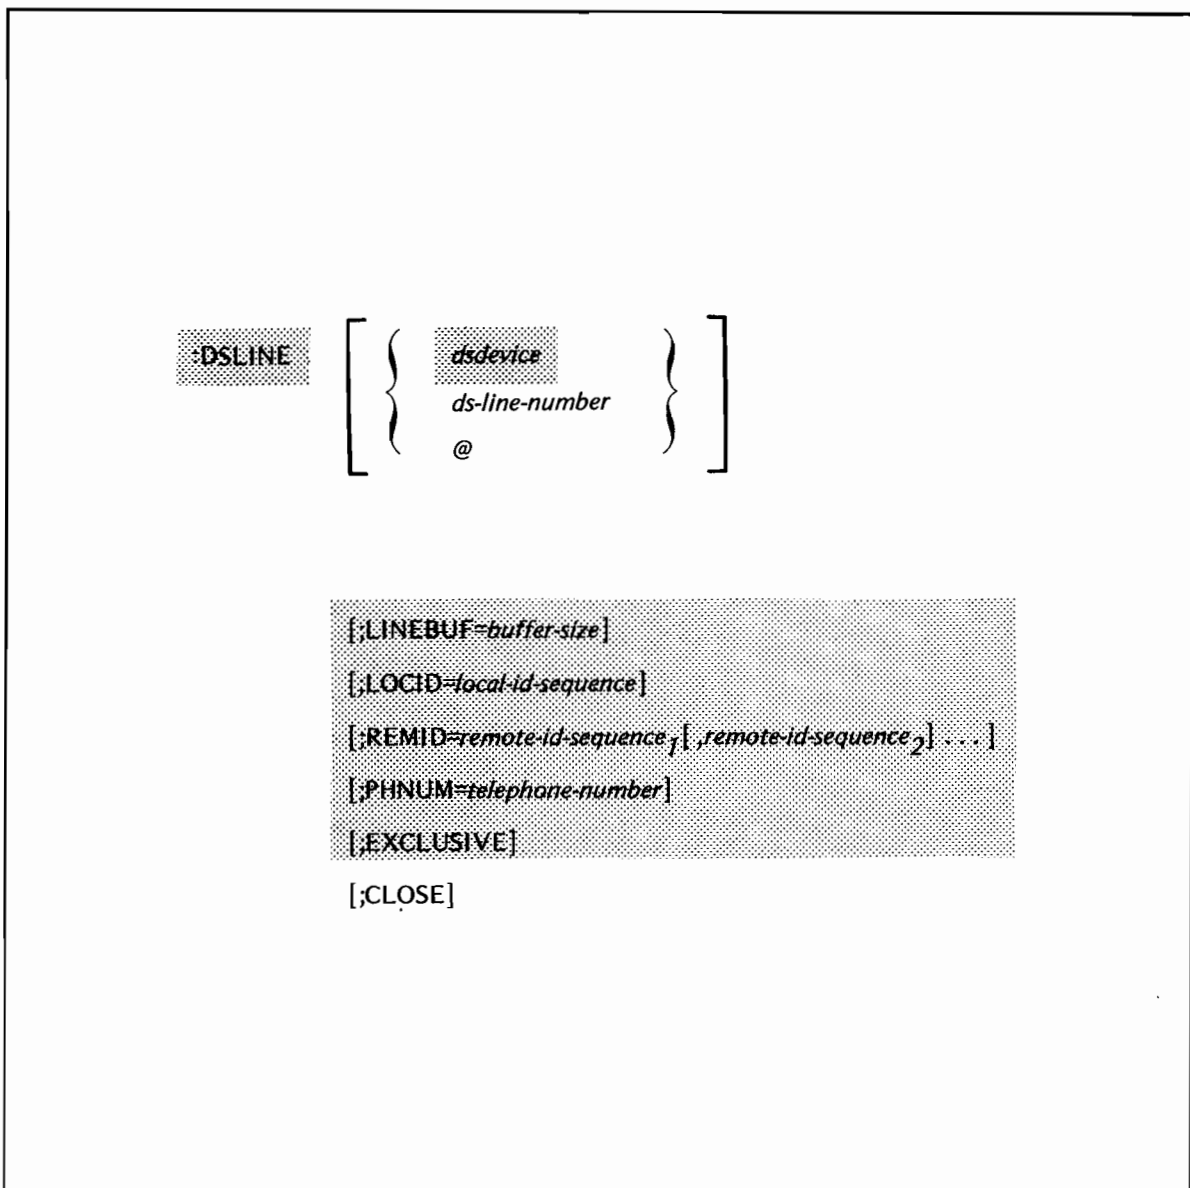 :DSLINE [ { dsdevice
ds-line-number
@ } ]
[;LINEBUF=buffer-size]
[;LOCID=local-id-sequence]
[;REMID=remote-id-sequence1[,remote-id-sequence2] . . .]
[;PHNUM=telephone-number]
[;EXCLUSIVE]
[;CLOSE]